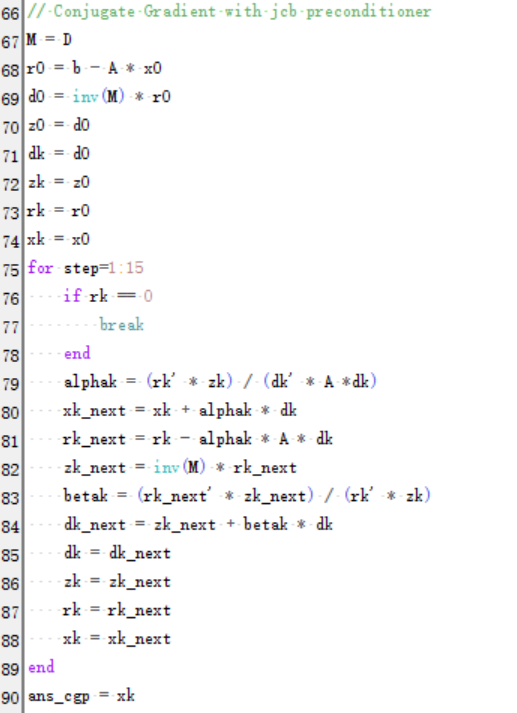 66 // Conjugate Gradient with jcb preconditioner
67 M = D
68 r0 = b - A * x0
69 d0 = inv(M) * r0
70 z0 = d0
71 dk = d0
72 zk = z0
73 rk = r0
74 xk = x0
75 for step=1:15
76     if rk == 0
77         break
78     end
79     alphak = (rk' * zk) / (dk' * A *dk)
80     xk_next = xk + alphak * dk
81     rk_next = rk - alphak * A * dk
82     zk_next = inv(M) * rk_next
83     betak = (rk_next' * zk_next) / (rk' * zk)
84     dk_next = zk_next + betak * dk
85     dk = dk_next
86     zk = zk_next
87     rk = rk_next
88     xk = xk_next
89 end
90 ans_cgp = xk